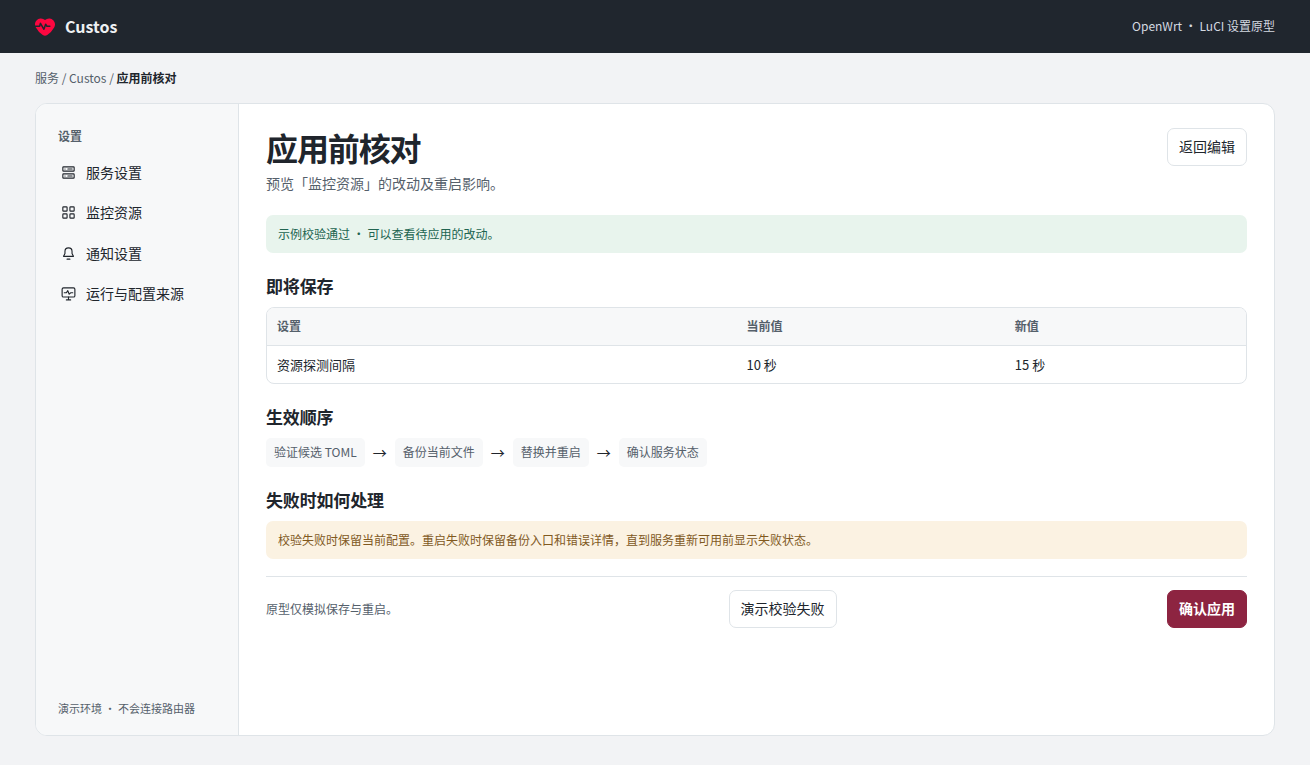 Custos
OpenWrt · LuCI 设置原型
服务 / Custos / 应用前核对
设置
服务设置
监控资源
通知设置
运行与配置来源
演示环境 · 不会连接路由器
应用前核对
返回编辑
预览「监控资源」的改动及重启影响。
示例校验通过 · 可以查看待应用的改动。
即将保存
设置 当前值 新值
资源探测间隔 10 秒 15 秒
生效顺序
验证候选 TOML → 备份当前文件 → 替换并重启 → 确认服务状态
失败时如何处理
校验失败时保留当前配置。重启失败时保留备份入口和错误详情，直到服务重新可用前显示失败状态。
原型仅模拟保存与重启。 演示校验失败 确认应用